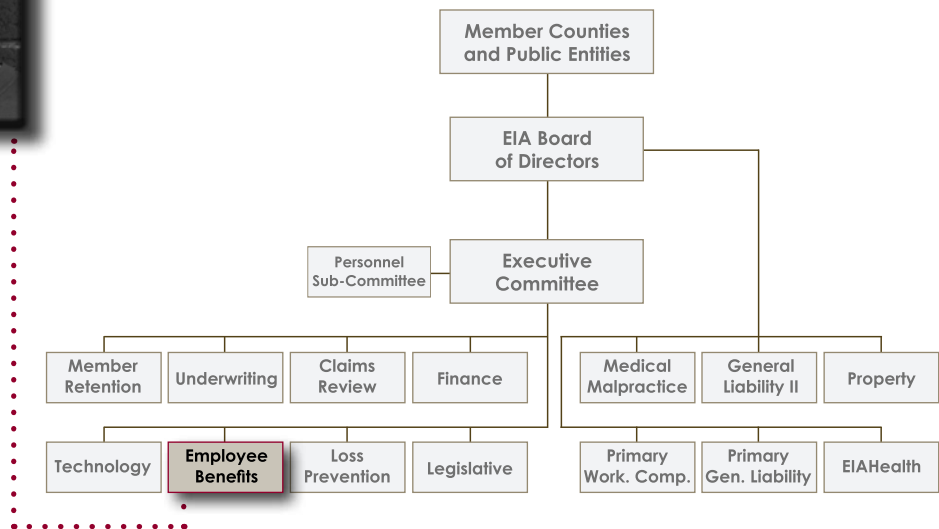 Member Counties
and Public Entities
EIA Board
of Directors
Executive
Committee
Personnel
Sub-Committee
Member
Retention
Underwriting
Claims
Review
Finance
Medical
Malpractice
General
Liability II
Property
Technology
Employee
Benefits
Loss
Prevention
Legislative
Primary
Work. Comp.
Primary
Gen. Liability
EIAHealth